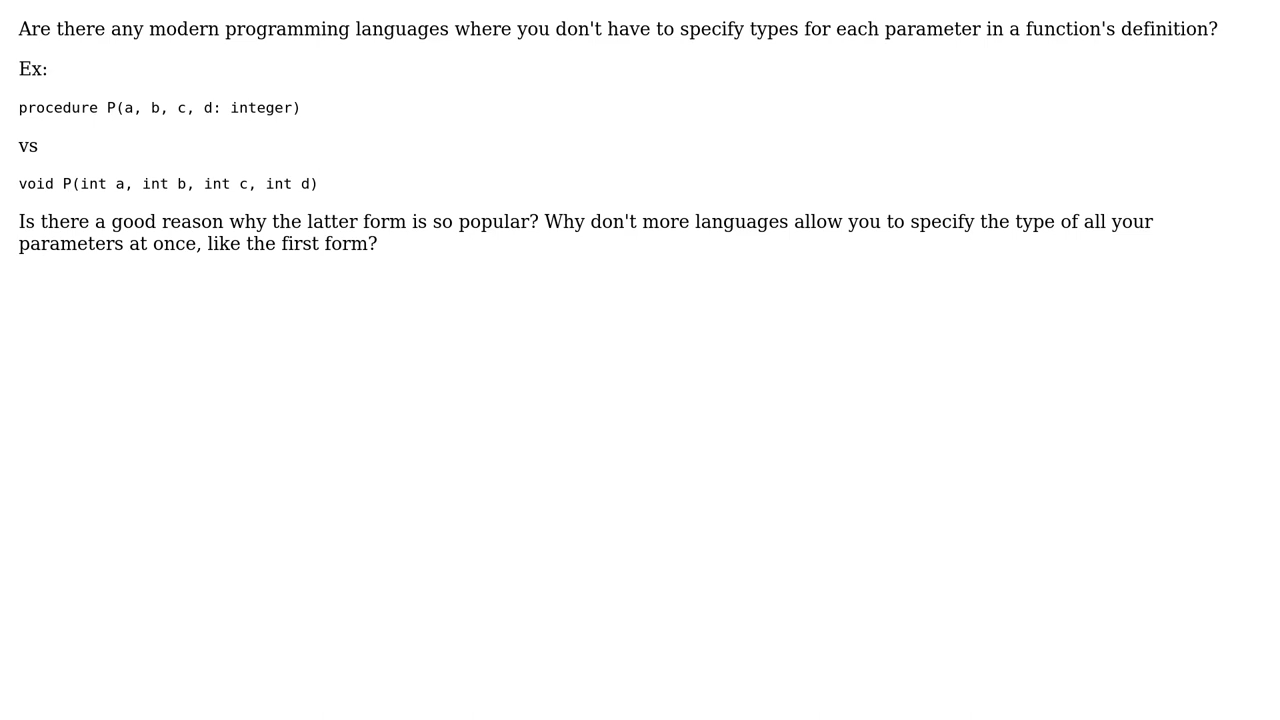 Are there any modern programming languages where you don't have to specify types for each parameter in a function's definition?
Ex:
procedure P(a, b, c, d: integer)
vs
void P(int a, int b, int c, int d)
Is there a good reason why the latter form is so popular? Why don't more languages allow you to specify the type of all your
parameters at once, like the first form?